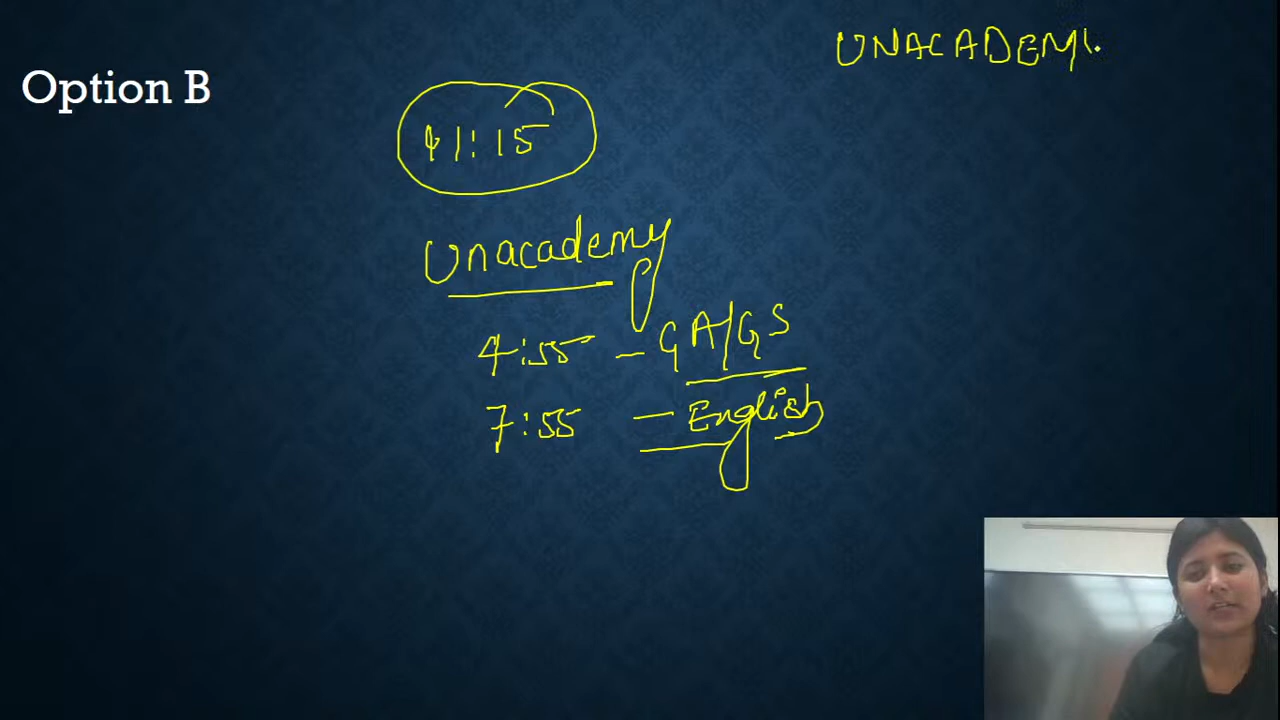 UNACADEMY
Option B
41:15
Unacademy
4:55 - GA/GS
7:55 - English